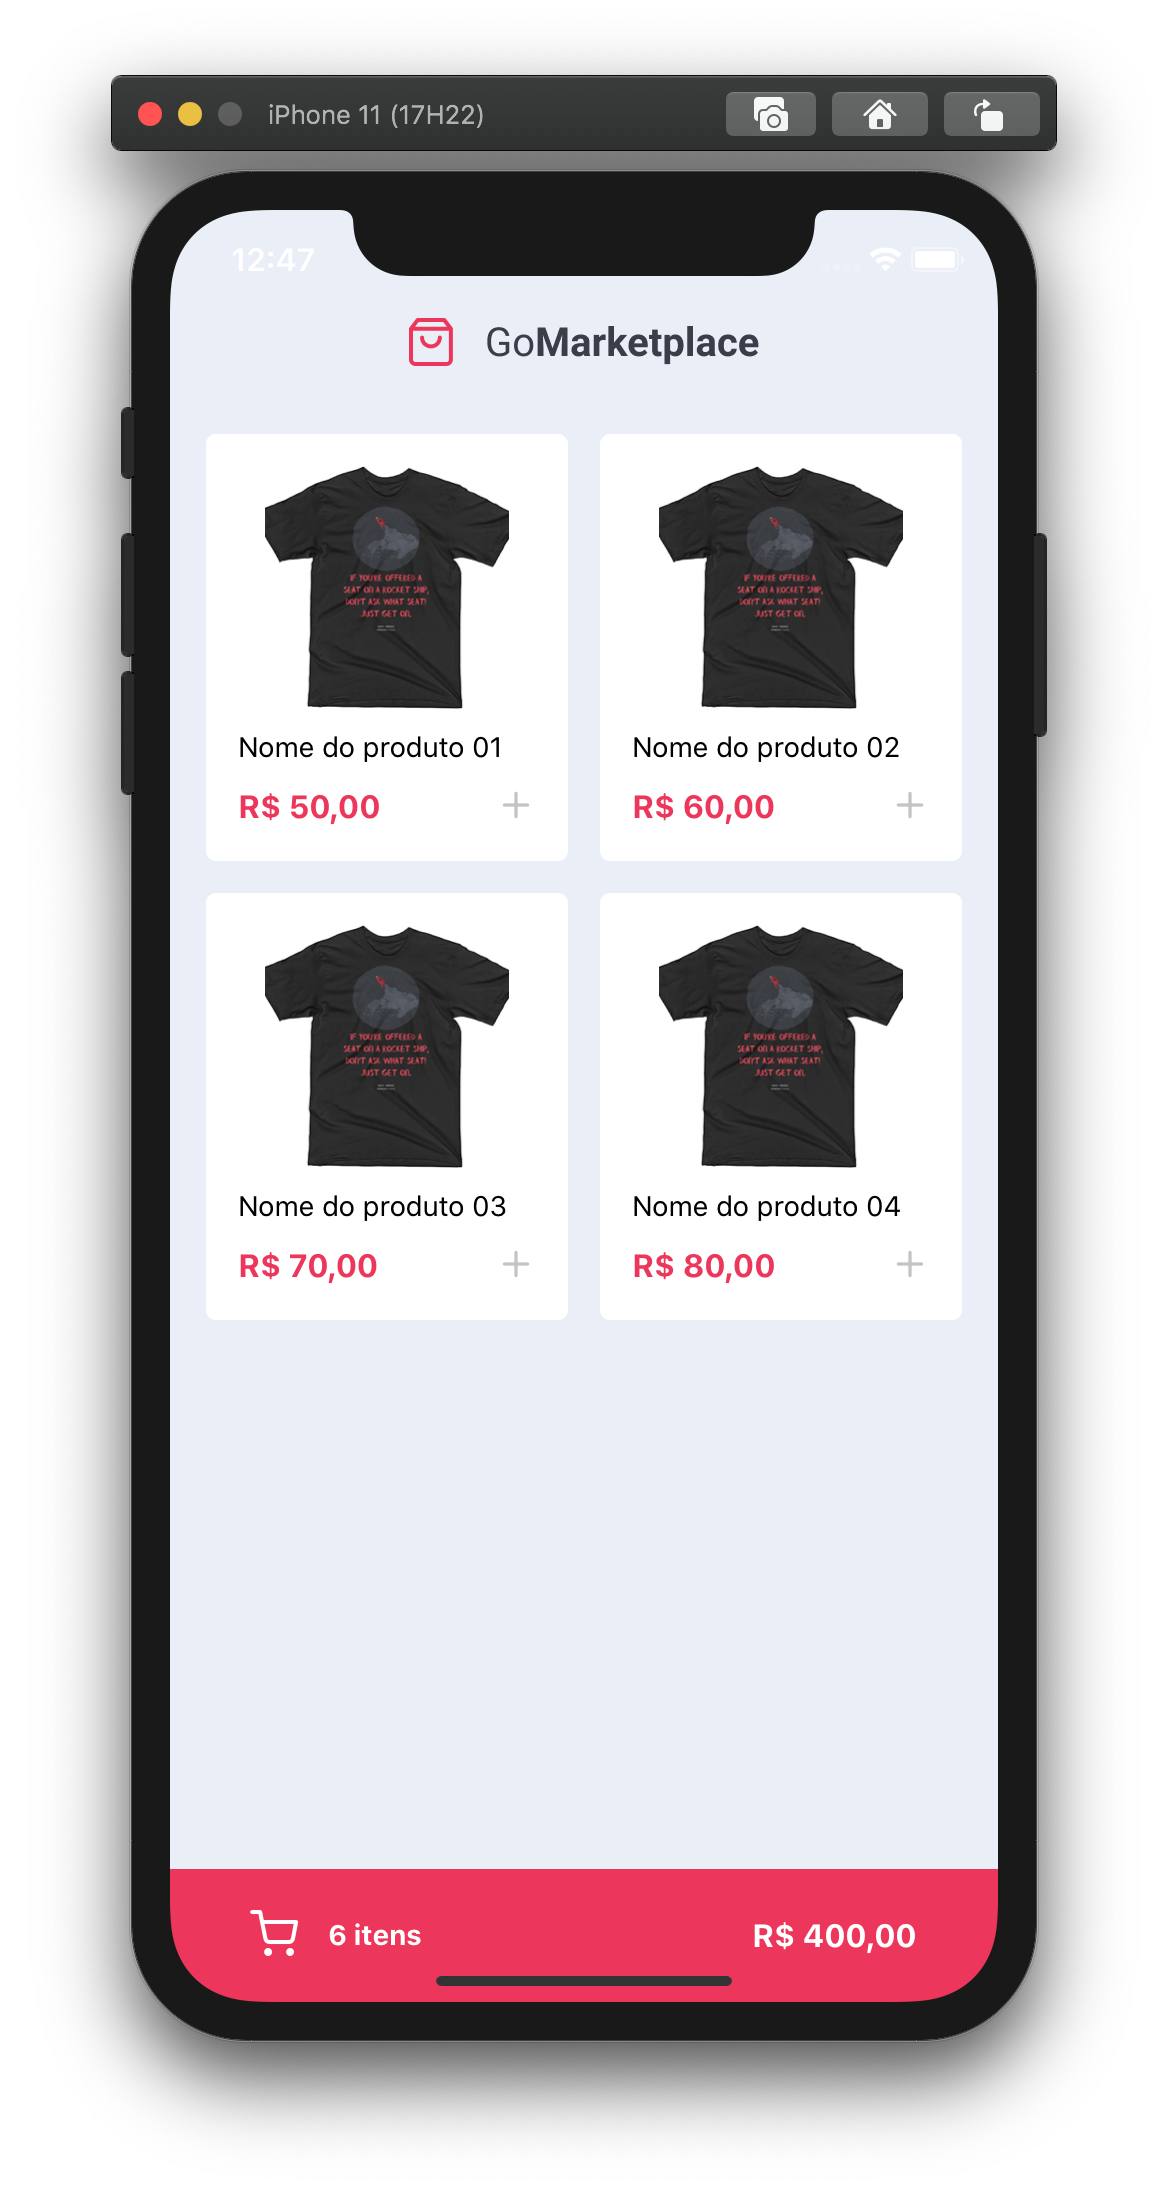 iPhone 11 (17H22)
12:47
GoMarketplace
IF YOU'RE OFFERED A
SEAT ON A ROCKET SHIP,
DON'T ASK WHAT SEAT!
JUST GET ON.
Nome do produto 01
R$ 50,00
IF YOU'RE OFFERED A
SEAT ON A ROCKET SHIP,
DON'T ASK WHAT SEAT!
JUST GET ON.
Nome do produto 02
R$ 60,00
IF YOU'RE OFFERED A
SEAT ON A ROCKET SHIP,
DON'T ASK WHAT SEAT!
JUST GET ON.
Nome do produto 03
R$ 70,00
IF YOU'RE OFFERED A
SEAT ON A ROCKET SHIP,
DON'T ASK WHAT SEAT!
JUST GET ON.
Nome do produto 04
R$ 80,00
6 itens
R$ 400,00